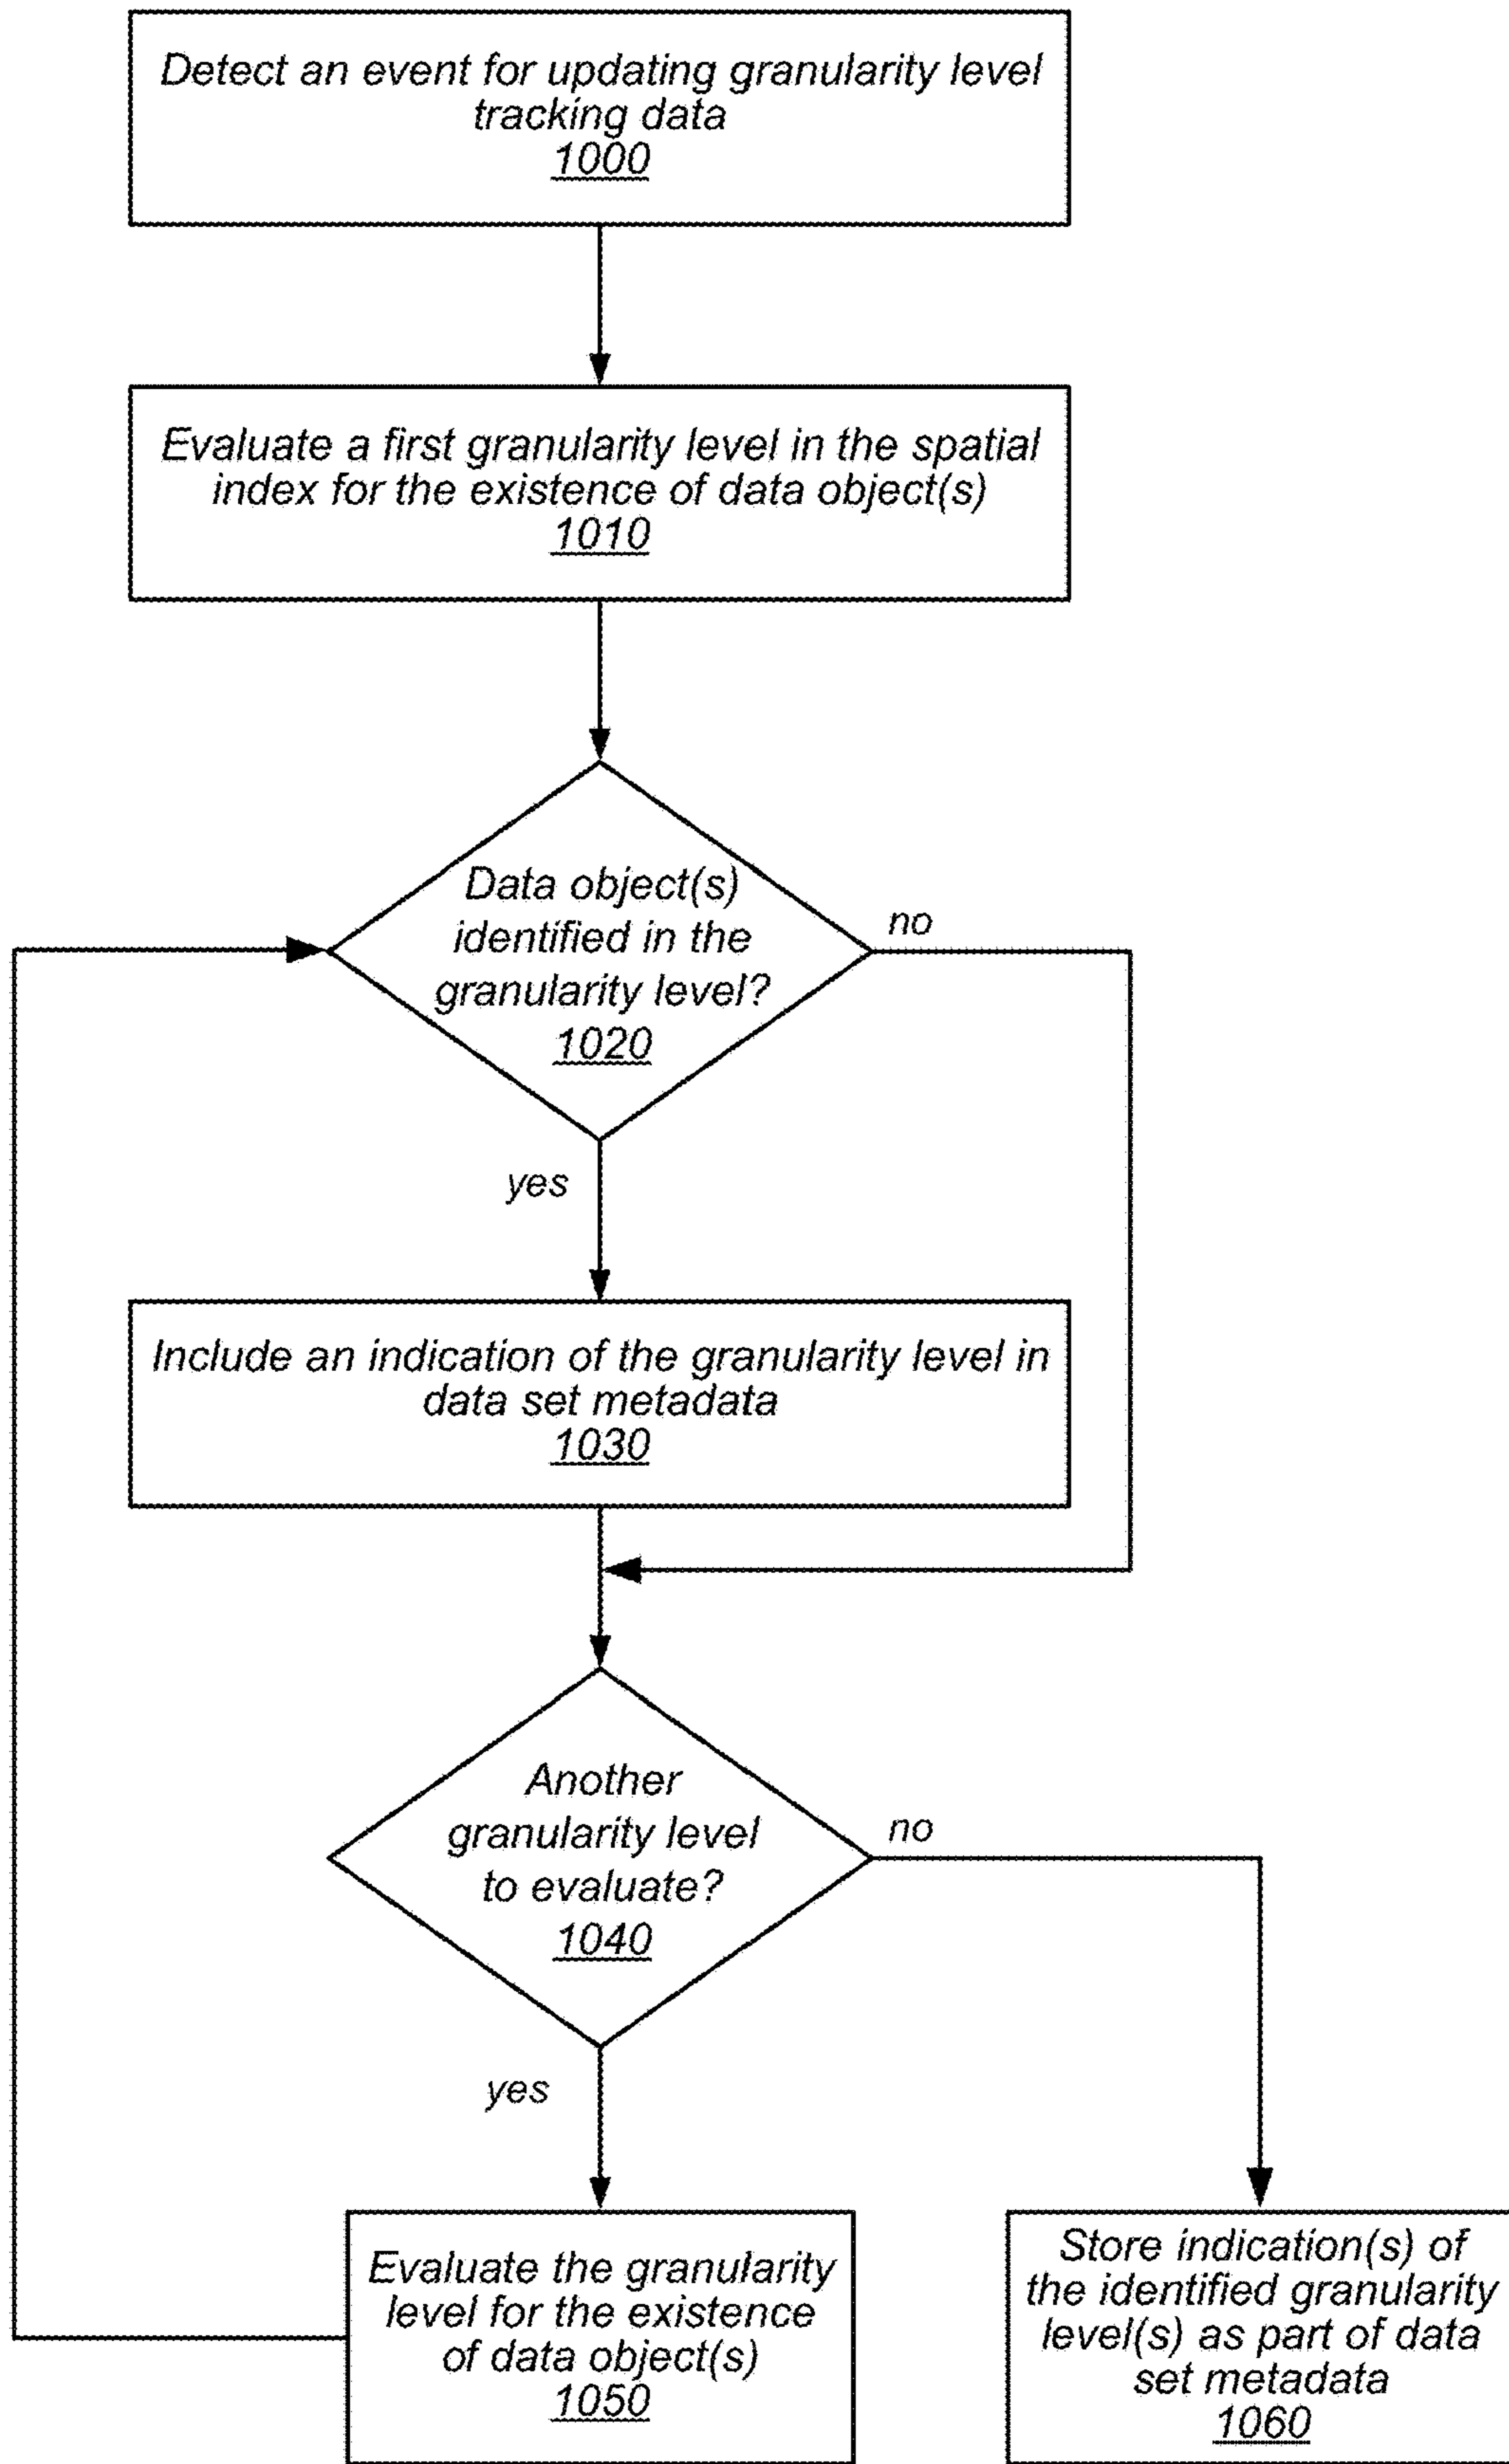 Detect an event for updating granularity level
tracking data
1000
Evaluate a first granularity level in the spatial
index for the existence of data object(s)
1010
Data object(s)
identified in the
granularity level?
1020
no
yes
Include an indication of the granularity level in
data set metadata
1030
Another
granularity level
to evaluate?
1040
no
yes
Evaluate the granularity
level for the existence
of data object(s)
1050
Store indication(s) of
the identified granularity
level(s) as part of data
set metadata
1060